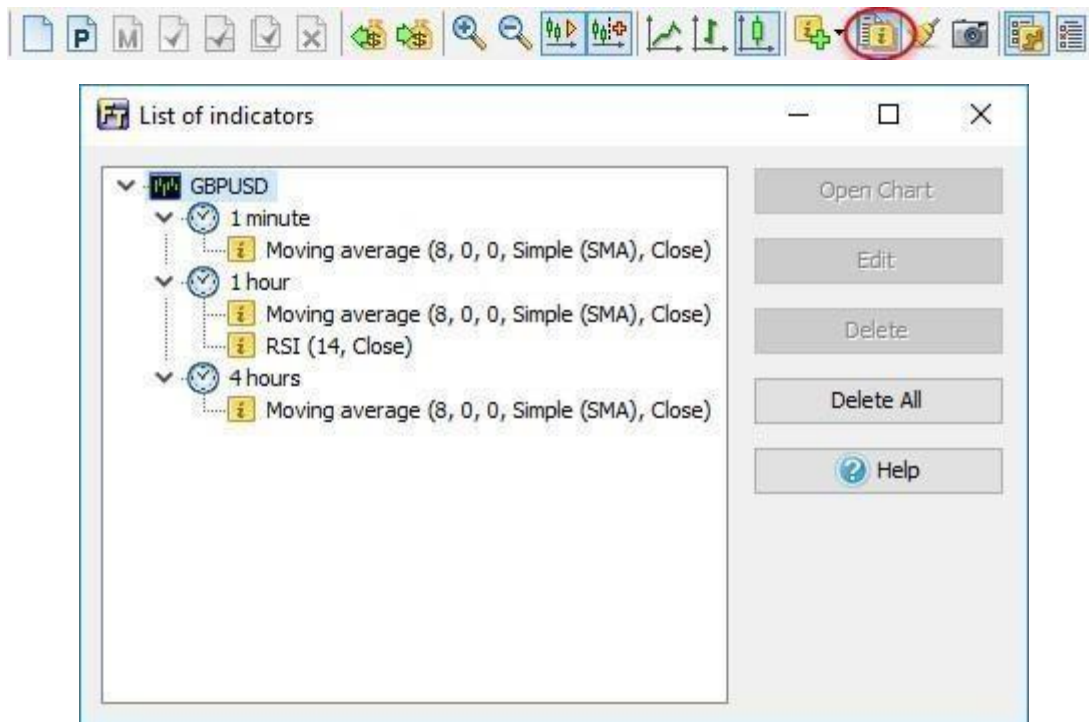 P M
List of indicators
GBPUSD
1 minute
Moving average (8, 0, 0, Simple (SMA), Close)
1 hour
Moving average (8, 0, 0, Simple (SMA), Close)
RSI (14, Close)
4 hours
Moving average (8, 0, 0, Simple (SMA), Close)
Open Chart
Edit
Delete
Delete All
Help